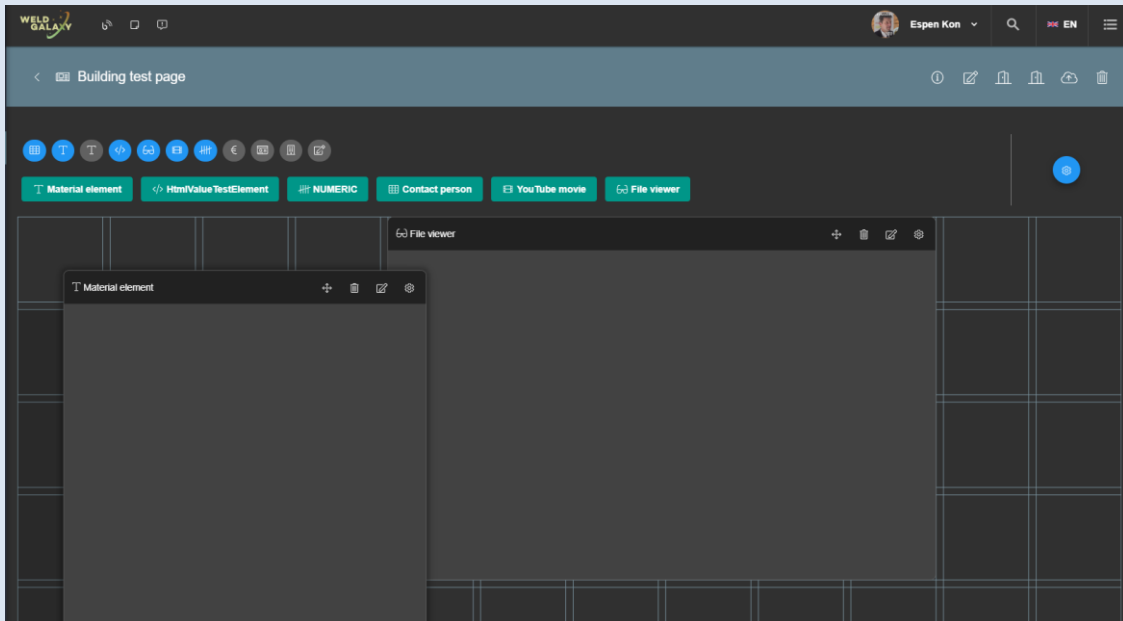 WELD
GALAXY
Espen Kon
EN
Building test page
T
T
€
T Material element
</> HtmlValueTestElement
NUMERIC
Contact person
YouTube movie
File viewer
File viewer
T Material element